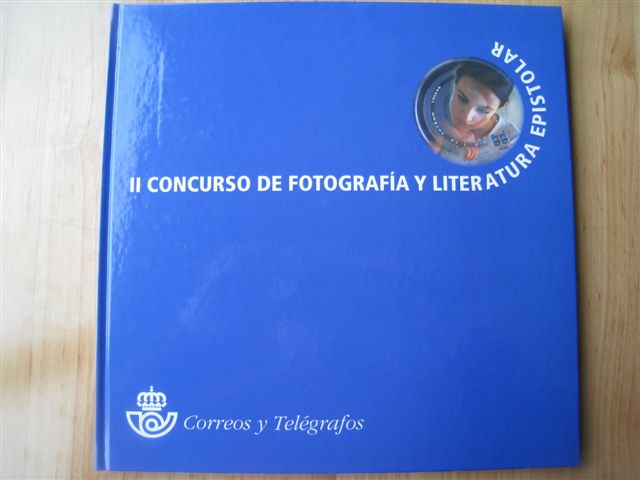 II CONCURSO DE FOTOGRAFÍA Y LITERATURA EPISTOLAR
Correos y Telégrafos